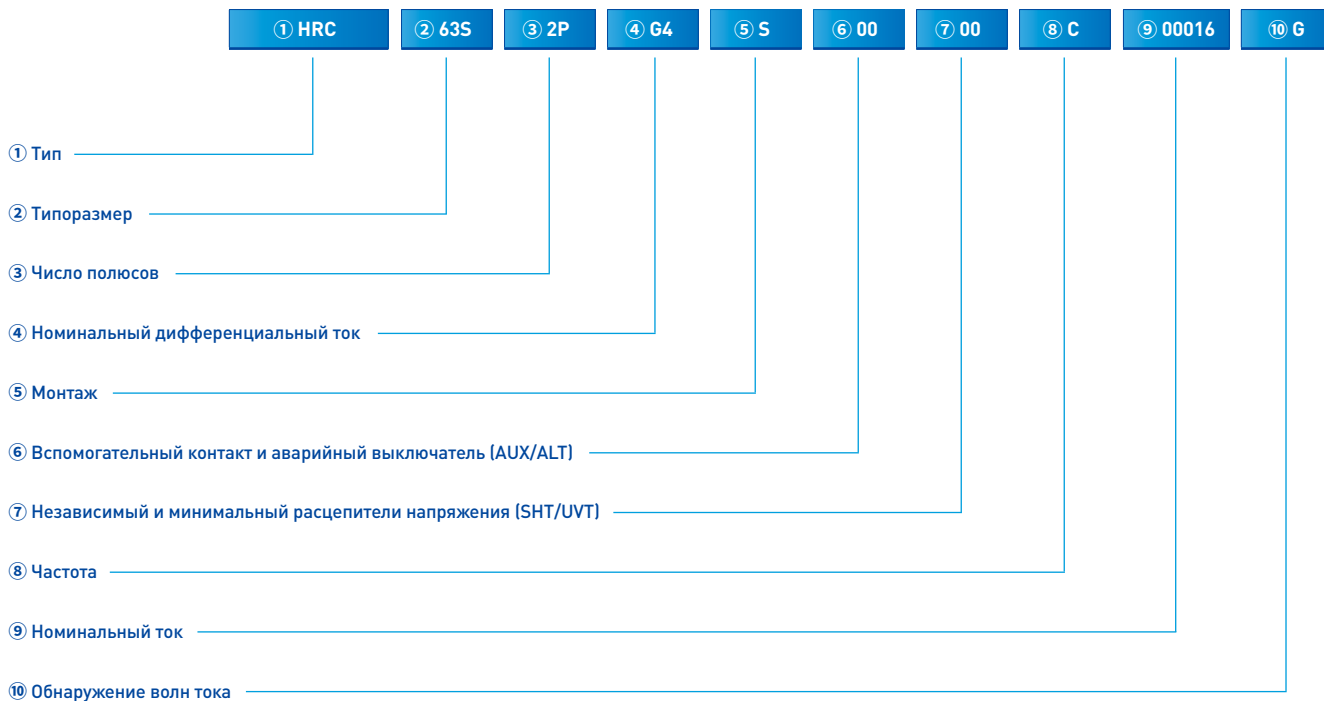 ① HRC ② 63S ③ 2P ④ G4 ⑤ S ⑥ 00 ⑦ 00 ⑧ C ⑨ 00016 ⑩ G
① Тип
② Типоразмер
③ Число полюсов
④ Номинальный дифференциальный ток
⑤ Монтаж
⑥ Вспомогательный контакт и аварийный выключатель (AUX/ALT)
⑦ Независимый и минимальный расцепители напряжения (SHT/UVT)
⑧ Частота
⑨ Номинальный ток
⑩ Обнаружение волн тока